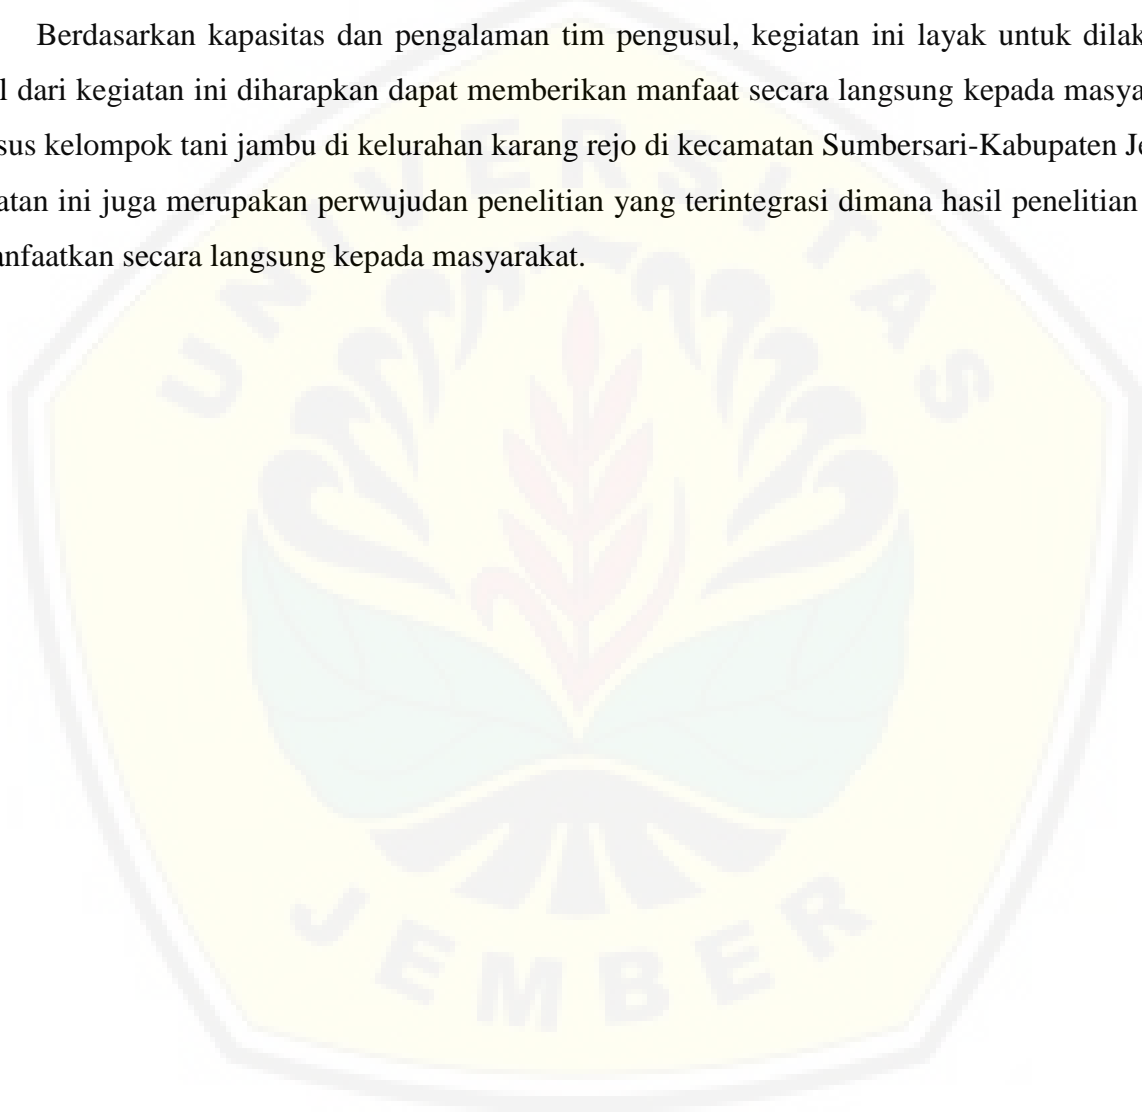 Berdasarkan kapasitas dan pengalaman tim pengusul, kegiatan ini layak untuk dilak
l dari kegiatan ini diharapkan dapat memberikan manfaat secara langsung kepada masya
sus kelompok tani jambu di kelurahan karang rejo di kecamatan Sumbersari-Kabupaten Je
atan ini juga merupakan perwujudan penelitian yang terintegrasi dimana hasil penelitian
anfaatkan secara langsung kepada masyarakat.
UNIVERSITAS
JEMBER